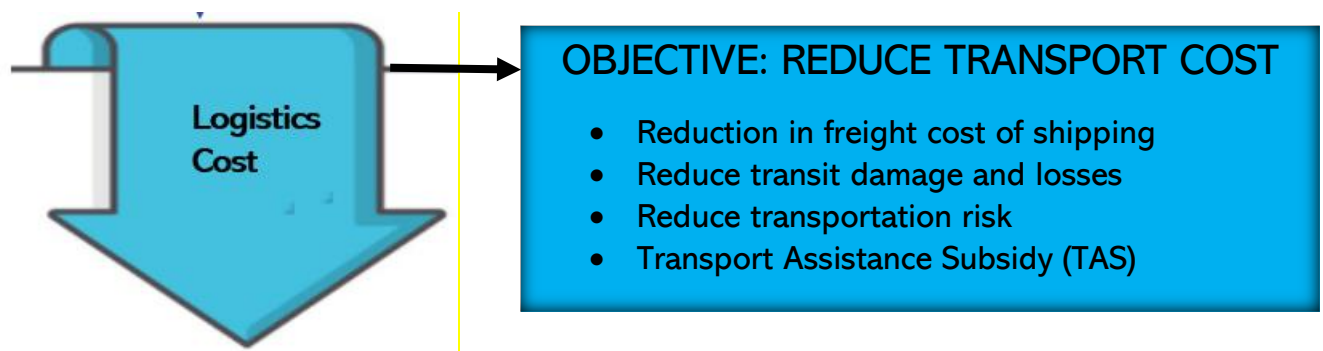 Logistics
Cost
OBJECTIVE: REDUCE TRANSPORT COST
• Reduction in freight cost of shipping
• Reduce transit damage and losses
• Reduce transportation risk
• Transport Assistance Subsidy (TAS)